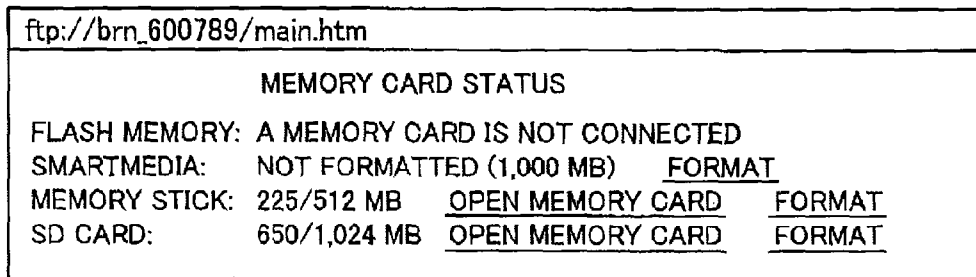 ftp://brn_600789/main.htm
MEMORY CARD STATUS
FLASH MEMORY: A MEMORY CARD IS NOT CONNECTED
SMARTMEDIA: NOT FORMATTED (1,000 MB) FORMAT
MEMORY STICK: 225/512 MB OPEN MEMORY CARD FORMAT
SD CARD: 650/1,024 MB OPEN MEMORY CARD FORMAT